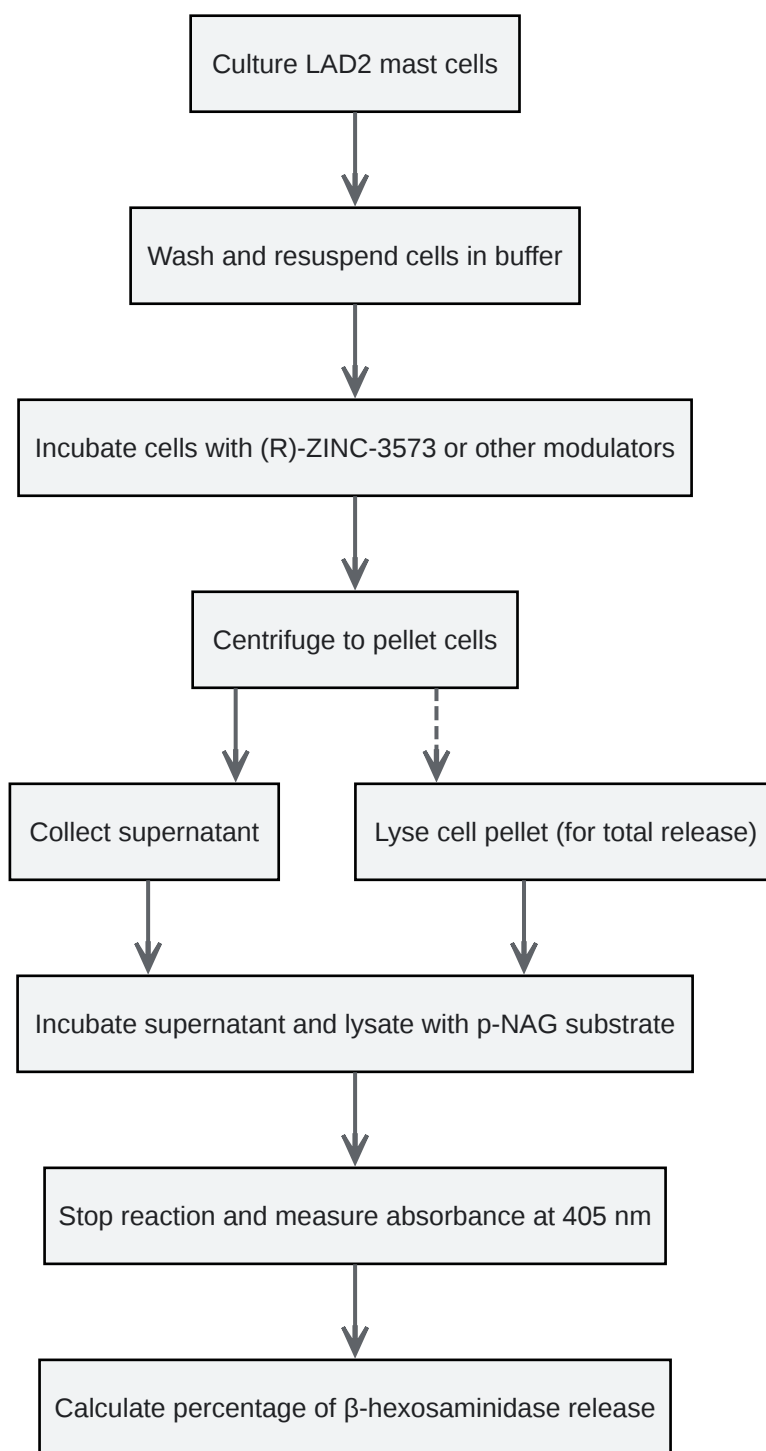 Culture LAD2 mast cells
Wash and resuspend cells in buffer
Incubate cells with (R)-ZINC-3573 or other modulators
Centrifuge to pellet cells
Collect supernatant
Lyse cell pellet (for total release)
Incubate supernatant and lysate with p-NAG substrate
Stop reaction and measure absorbance at 405 nm
Calculate percentage of β-hexosaminidase release